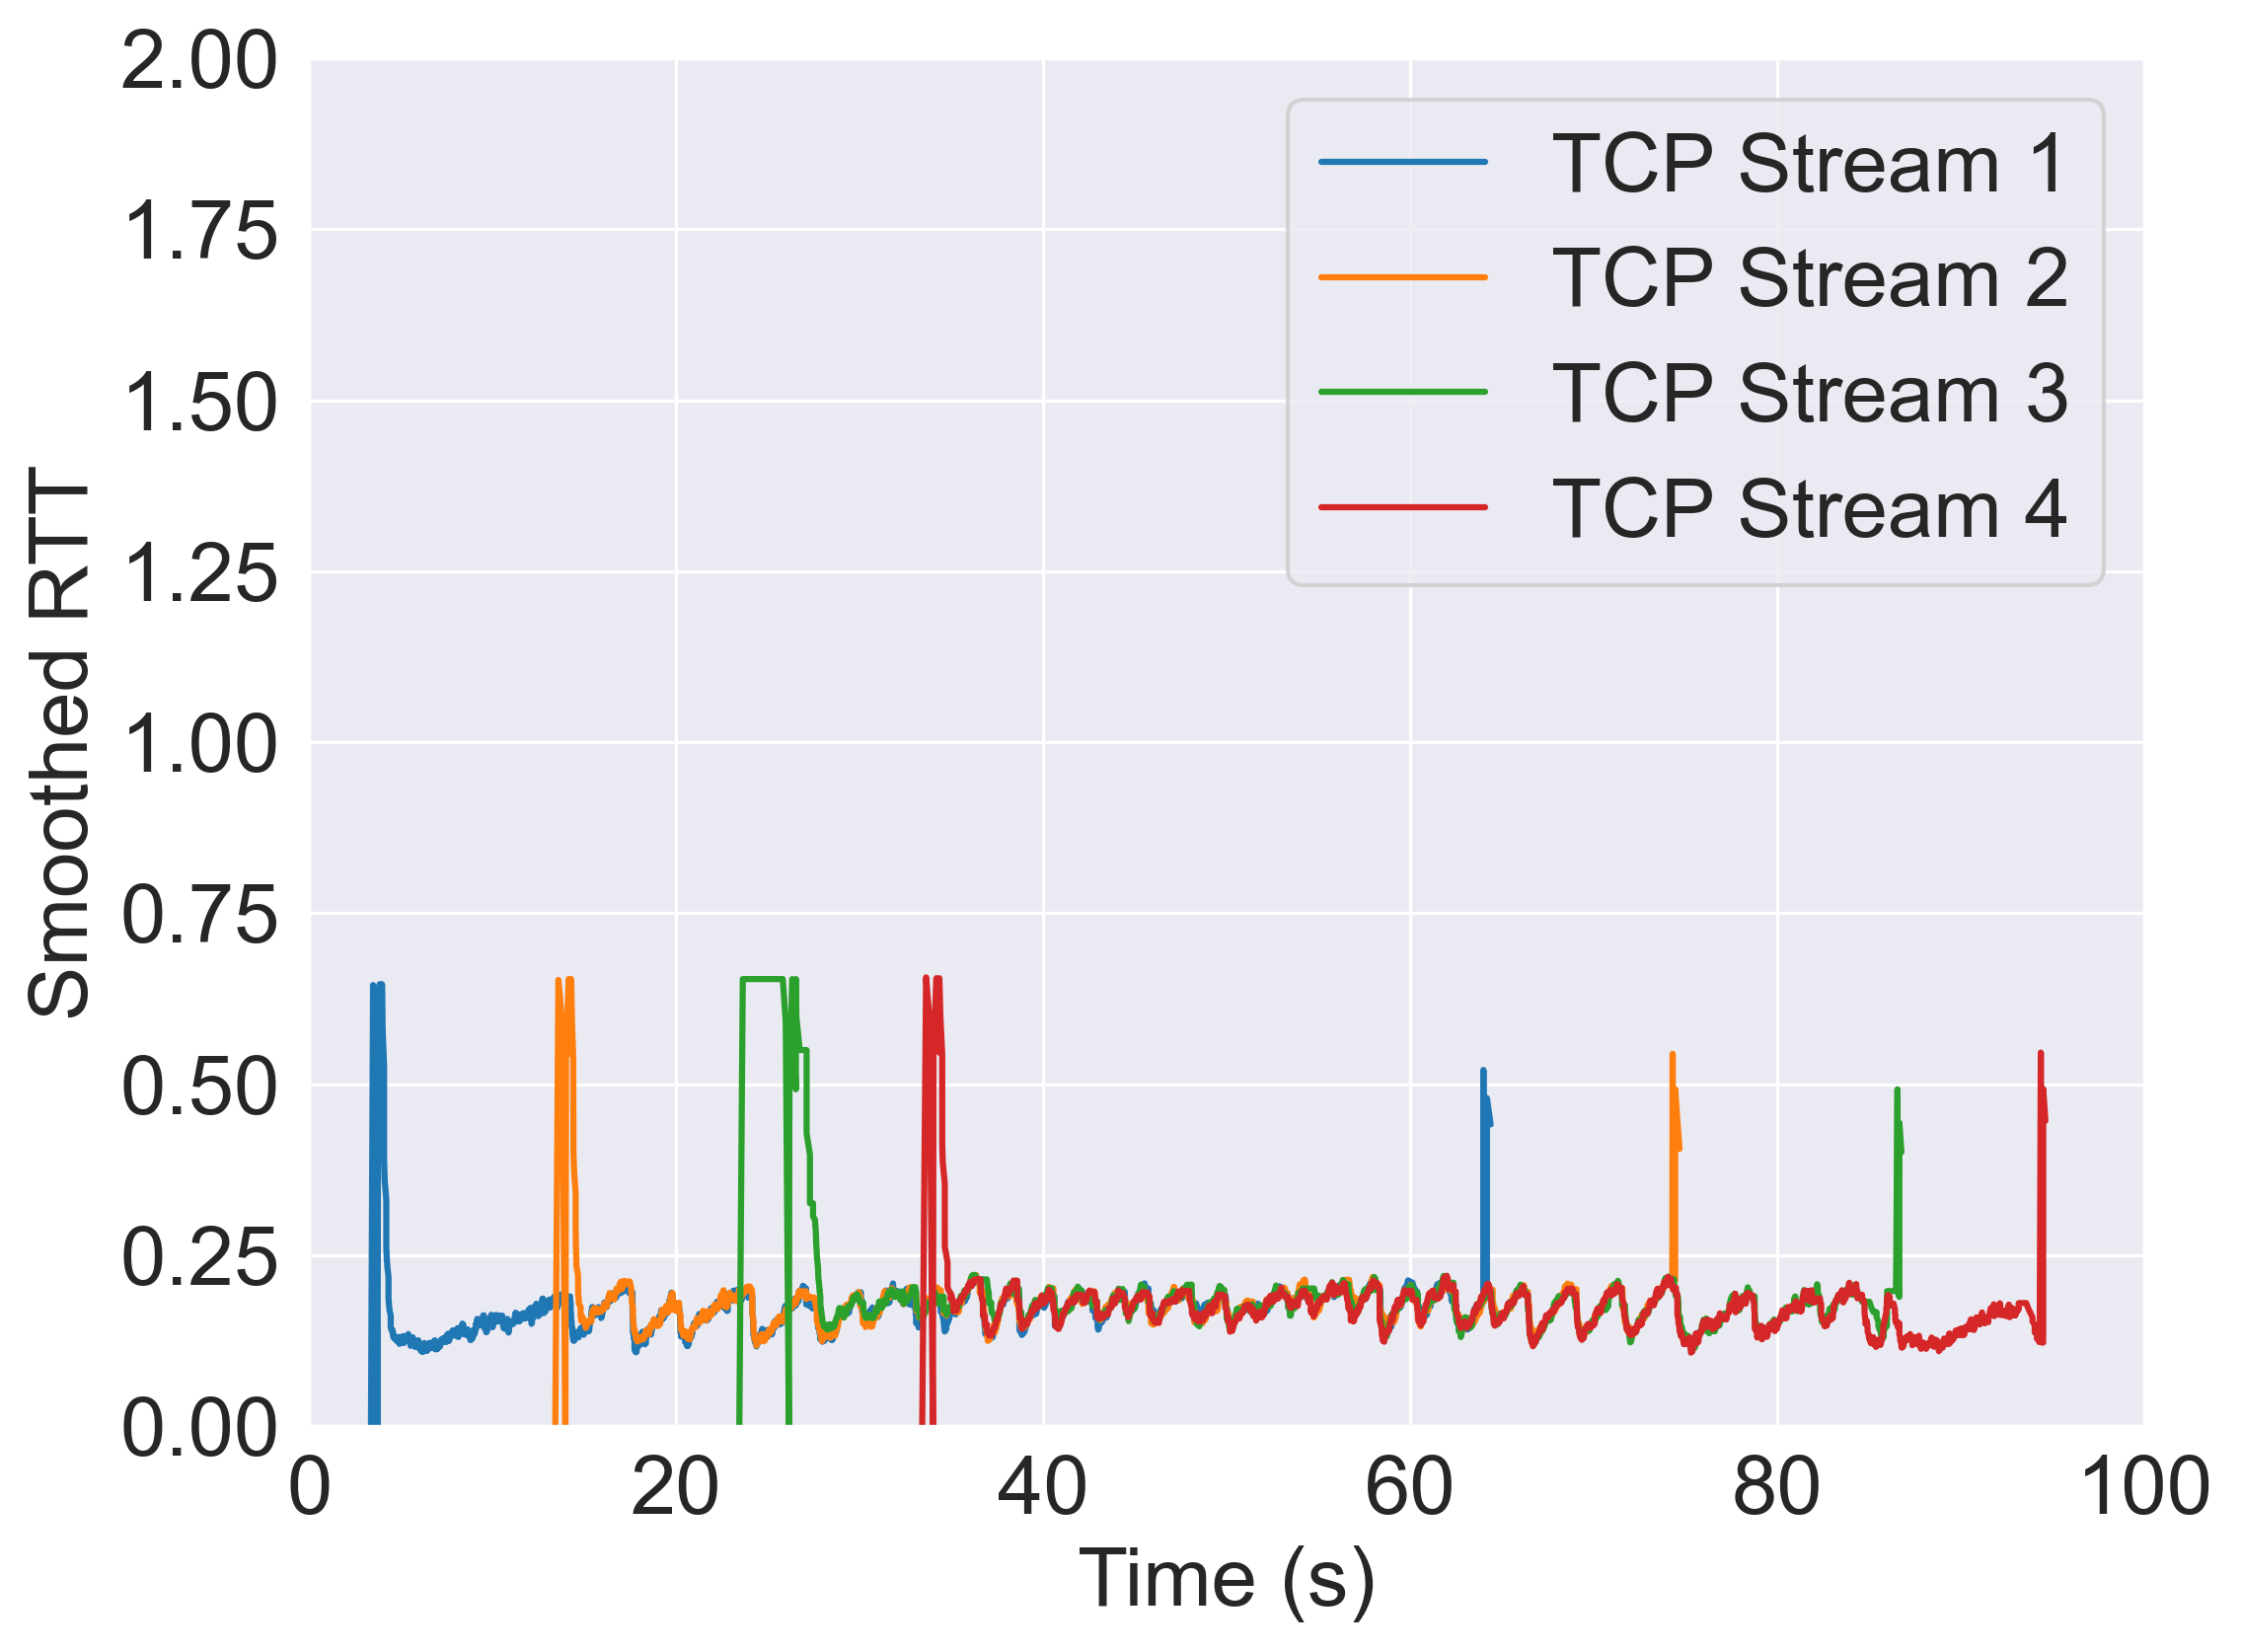 2.00
1.75
1.50
1.25
1.00
0.75
0.50
0.25
0.00
Smoothed RTT
TCP Stream 1
TCP Stream 2
TCP Stream 3
TCP Stream 4
0 20 40 60 80 100
Time (s)